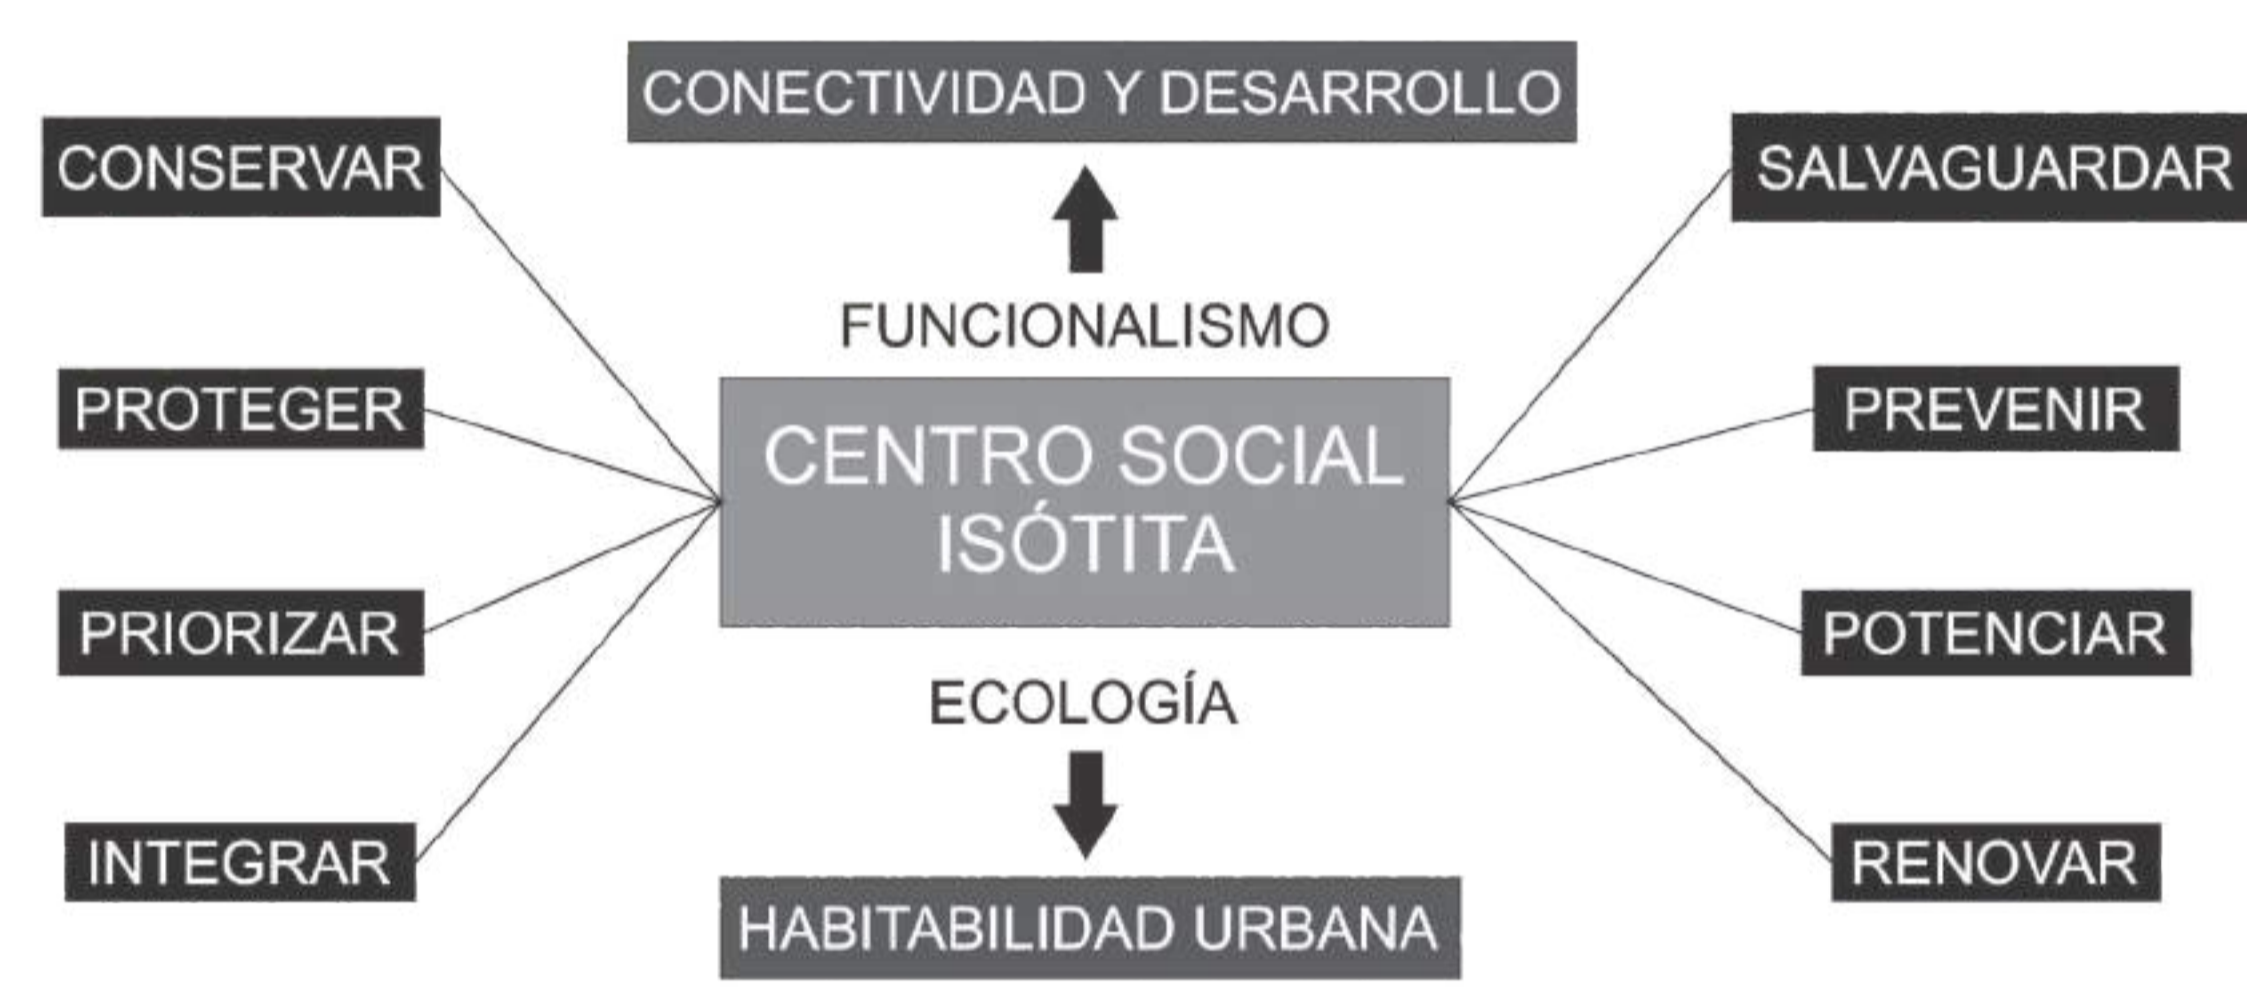 CONECTIVIDAD Y DESARROLLO
CONSERVAR
SALVAGUARDAR
FUNCIONALISMO
PROTEGER
PREVENIR
CENTRO SOCIAL
ISÓTITA
PRIORIZAR
POTENCIAR
ECOLOGÍA
INTEGRAR
RENOVAR
HABITABILIDAD URBANA